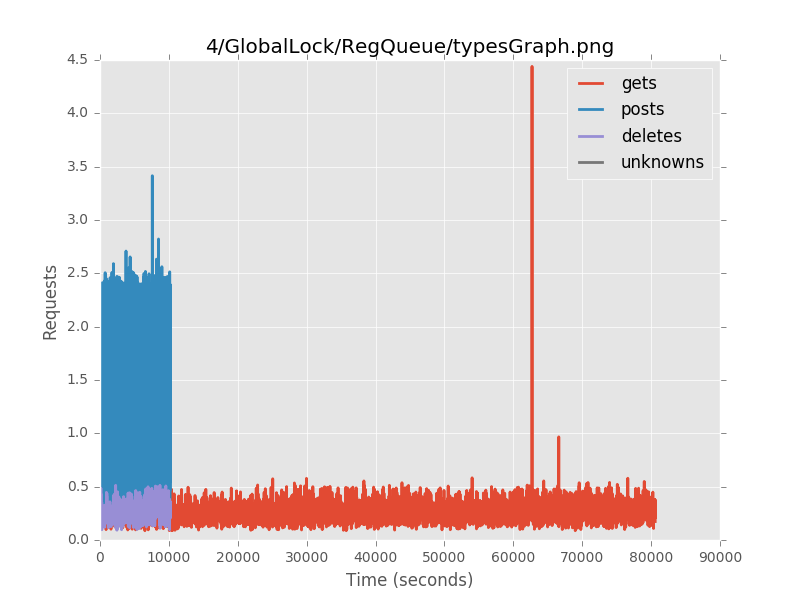 4/GlobalLock/RegQueue/typesGraph.png
gets
posts
deletes
unknowns
Requests
4.5
4.0
3.5
3.0
2.5
2.0
1.5
1.0
0.5
0.0
0 10000 20000 30000 40000 50000 60000 70000 80000 90000
Time (seconds)